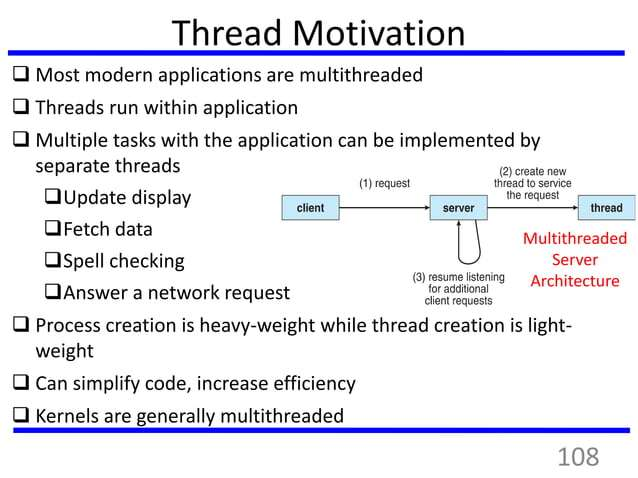 Thread Motivation
❑ Most modern applications are multithreaded
❑ Threads run within application
❑ Multiple tasks with the application can be implemented by
separate threads
❑Update display
❑Fetch data
❑Spell checking
❑Answer a network request
client
(1) request
server
(2) create new
thread to service
the request
thread
(3) resume listening
for additional
client requests
Multithreaded
Server
Architecture
❑ Process creation is heavy-weight while thread creation is light-
weight
❑ Can simplify code, increase efficiency
❑ Kernels are generally multithreaded
108